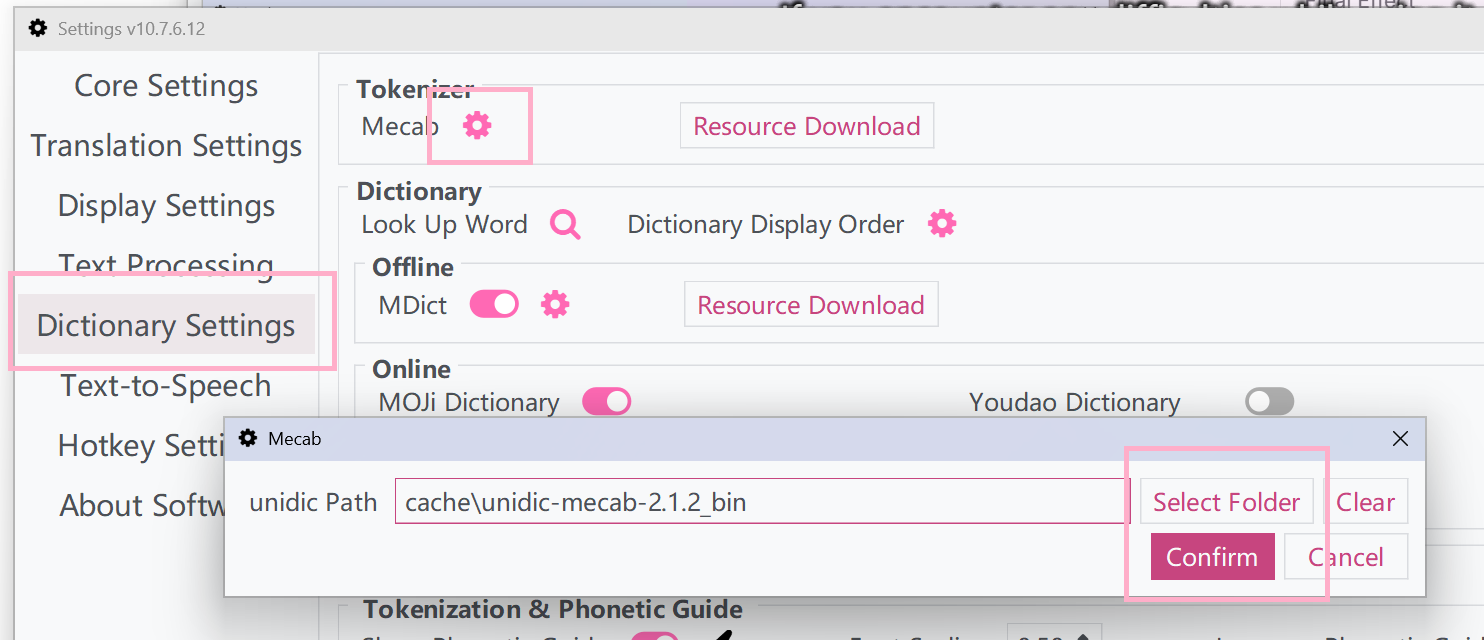 Settings v10.7.6.12
Core Settings
Translation Settings
Display Settings
Text Processing
Dictionary Settings
Text-to-Speech
Hotkey Setti
About Softw
Tokenizer
Mecab
Resource Download
Dictionary
Look Up Word
Dictionary Display Order
Offline
MDict
Resource Download
Online
MOJi Dictionary
Youdao Dictionary
Mecab
unidic Path
cache\unidic-mecab-2.1.2_bin
Select Folder
Clear
Confirm
Cancel
Tokenization & Phonetic Guide